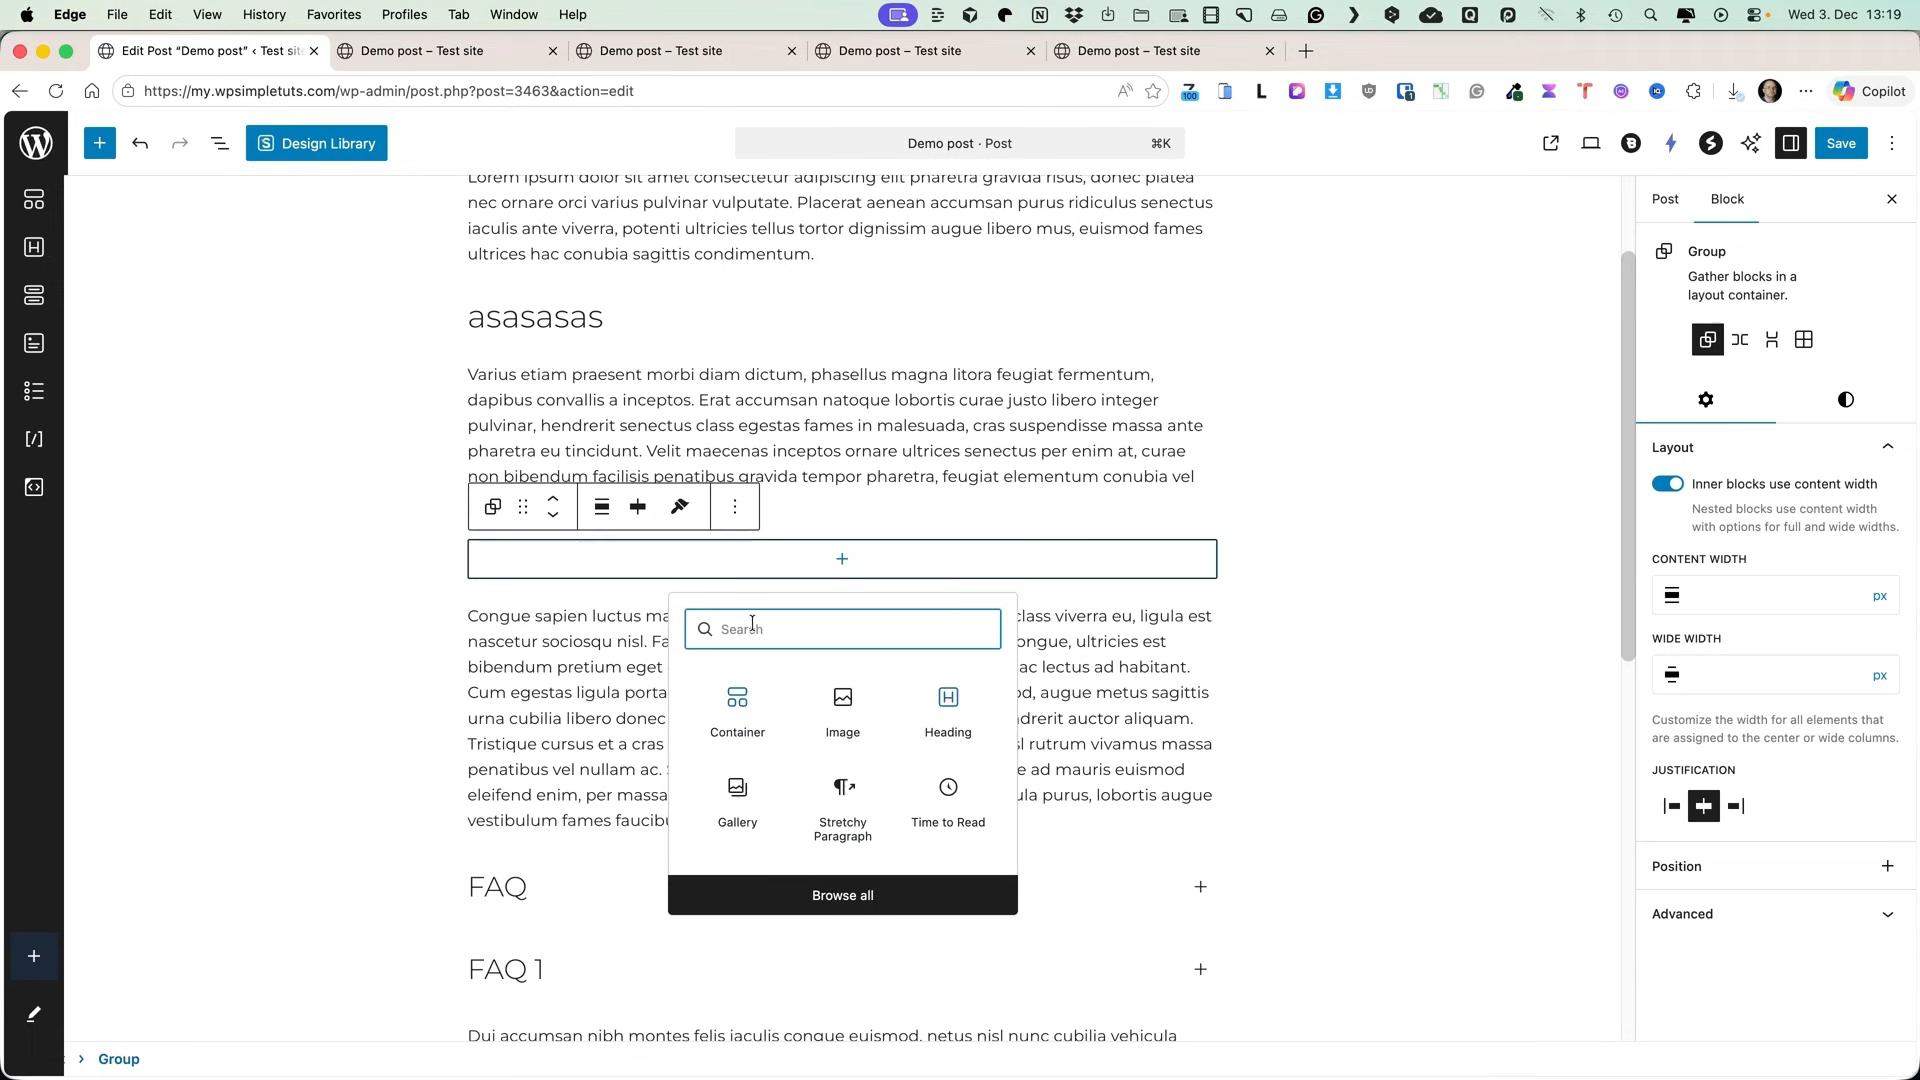 Edge File Edit View History Favorites Profiles Tab Window Help
Wed 3. Dec 13:19
Edit Post “Demo post” ‹ Test sit
Demo post – Test site
Demo post – Test site
Demo post – Test site
Demo post – Test site
https://my.wpsimpletuts.com/wp-admin/post.php?post=3463&action=edit
100
Copilot
Design Library
Demo post · Post
⌘K
Save
Lorem ipsum dolor sit amet consectetur adipiscing elit pharetra gravida risus, donec platea
nec ornare orci varius pulvinar vulputate. Placerat aenean accumsan purus ridiculus senectus
iaculis ante viverra, potenti ultricies tellus tortor dignissim augue libero mus, euismod fames
ultrices hac conubia sagittis condimentum.
asasasas
Varius etiam praesent morbi diam dictum, phasellus magna litora feugiat fermentum,
dapibus convallis a inceptos. Erat accumsan natoque lobortis curae justo libero integer
pulvinar, hendrerit senectus class egestas fames in malesuada, cras suspendisse massa ante
pharetra eu tincidunt. Velit maecenas inceptos ornare ultrices senectus per enim at, curae
non bibendum facilisis penatibus gravida tempor pharetra, feugiat elementum conubia vel
Congue sapien luctus ma class viverra eu, ligula est
nascetur sociosqu nisl. Fa ongue, ultricies est
bibendum pretium eget ac lectus ad habitant.
Cum egestas ligula porta od, augue metus sagittis
urna cubilia libero donec ndrerit auctor aliquam.
Tristique cursus et a cras sl rutrum vivamus massa
penatibus vel nullam ac. e ad mauris euismod
eleifend enim, per massa ula purus, lobortis augue
vestibulum fames faucibu
Search
Container
Image
Heading
Gallery
Stretchy
Paragraph
Time to Read
Browse all
FAQ
FAQ 1
Dui accumsan nibh montes felis iaculis congue euismod, netus nisl nunc cubilia vehicula
Group
Post
Block
Group
Gather blocks in a
layout container.
Layout
Inner blocks use content width
Nested blocks use content width
with options for full and wide widths.
CONTENT WIDTH
px
WIDE WIDTH
px
Customize the width for all elements that
are assigned to the center or wide columns.
JUSTIFICATION
Position
Advanced